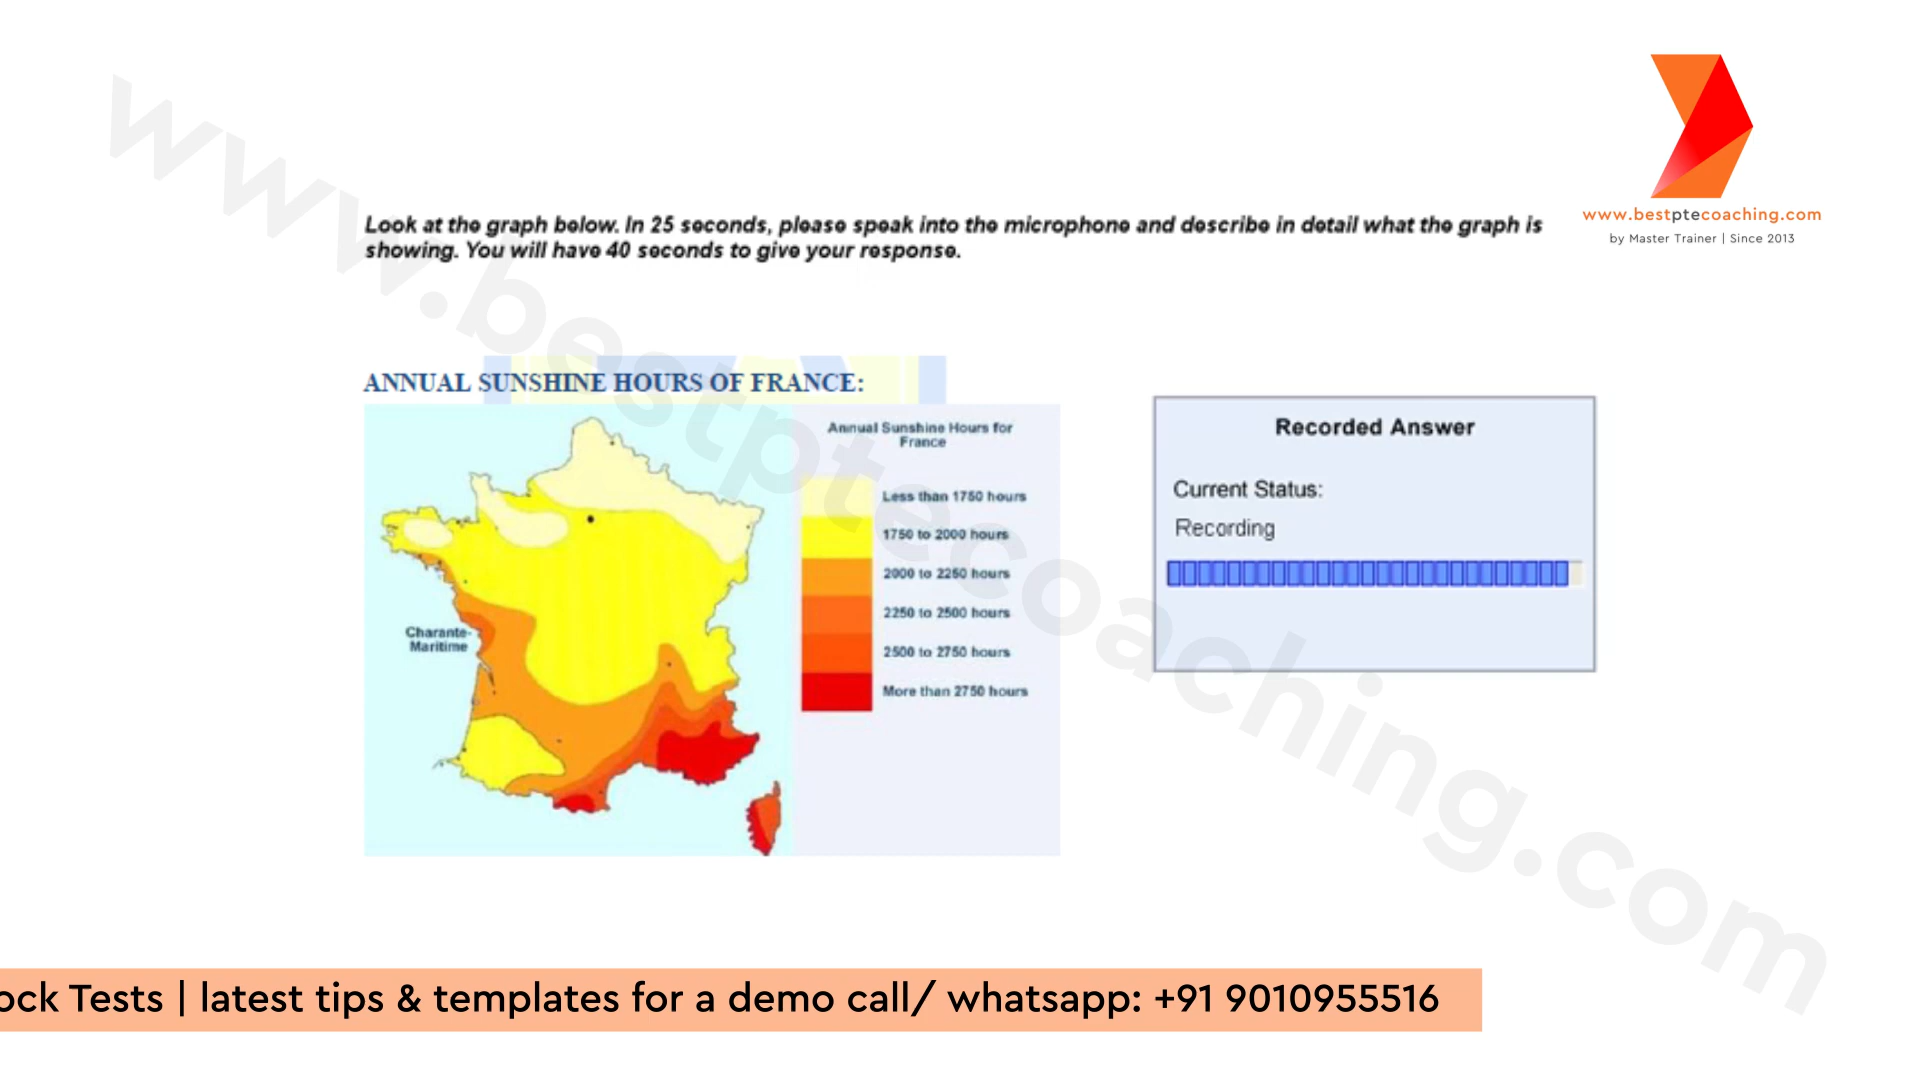 www.bestptecoaching.com
by Master Trainer | Since 2013
Look at the graph below. In 25 seconds, please speak into the microphone and describe in detail what the graph is
showing. You will have 40 seconds to give your response.
ANNUAL SUNSHINE HOURS OF FRANCE:
Annual Sunshine Hours for
France
Less than 1750 hours
1750 to 2000 hours
2000 to 2250 hours
2250 to 2500 hours
2500 to 2750 hours
More than 2750 hours
Charante-
Maritime
Recorded Answer
Current Status:
Recording
www.bestptecoaching.com
ock Tests | latest tips & templates for a demo call/ whatsapp: +91 9010955516